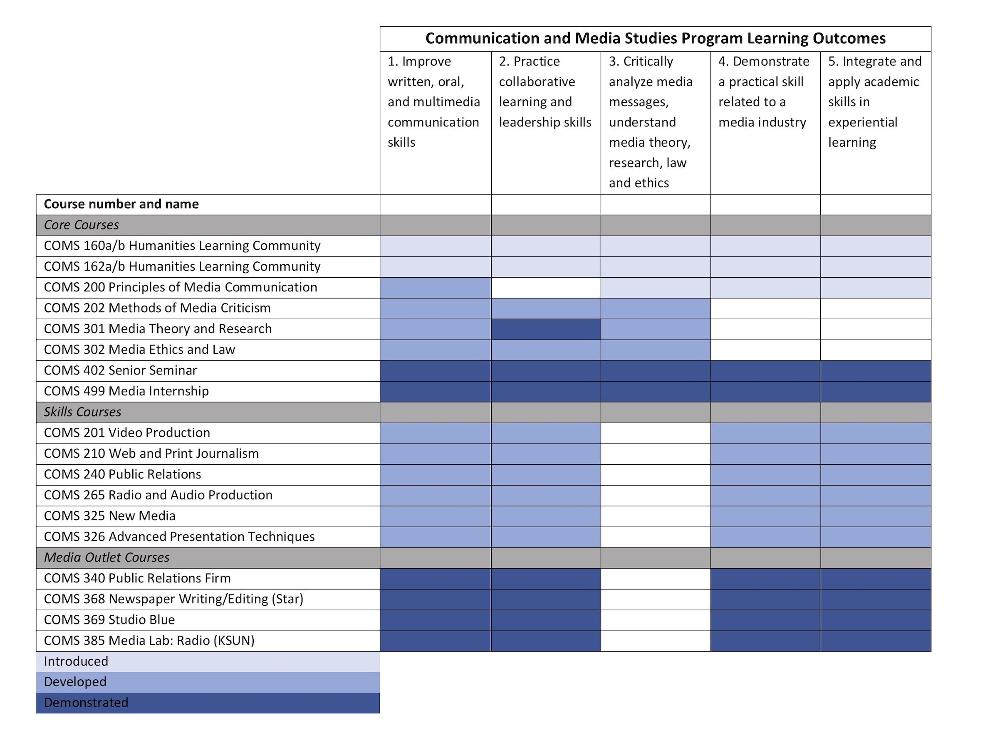 Communication and Media Studies Program Learning Outcomes
1. Improve
written, oral,
and multimedia
communication
skills
2. Practice
collaborative
learning and
leadership skills
3. Critically
analyze media
messages,
understand
media theory,
research, law
and ethics
4. Demonstrate
a practical skill
related to a
media industry
5. Integrate and
apply academic
skills in
experiential
learning
Course number and name
Core Courses
COMS 160a/b Humanities Learning Community
COMS 162a/b Humanities Learning Community
COMS 200 Principles of Media Communication
COMS 202 Methods of Media Criticism
COMS 301 Media Theory and Research
COMS 302 Media Ethics and Law
COMS 402 Senior Seminar
COMS 499 Media Internship
Skills Courses
COMS 201 Video Production
COMS 210 Web and Print Journalism
COMS 240 Public Relations
COMS 265 Radio and Audio Production
COMS 325 New Media
COMS 326 Advanced Presentation Techniques
Media Outlet Courses
COMS 340 Public Relations Firm
COMS 368 Newspaper Writing/Editing (Star)
COMS 369 Studio Blue
COMS 385 Media Lab: Radio (KSUN)
Introduced
Developed
Demonstrated